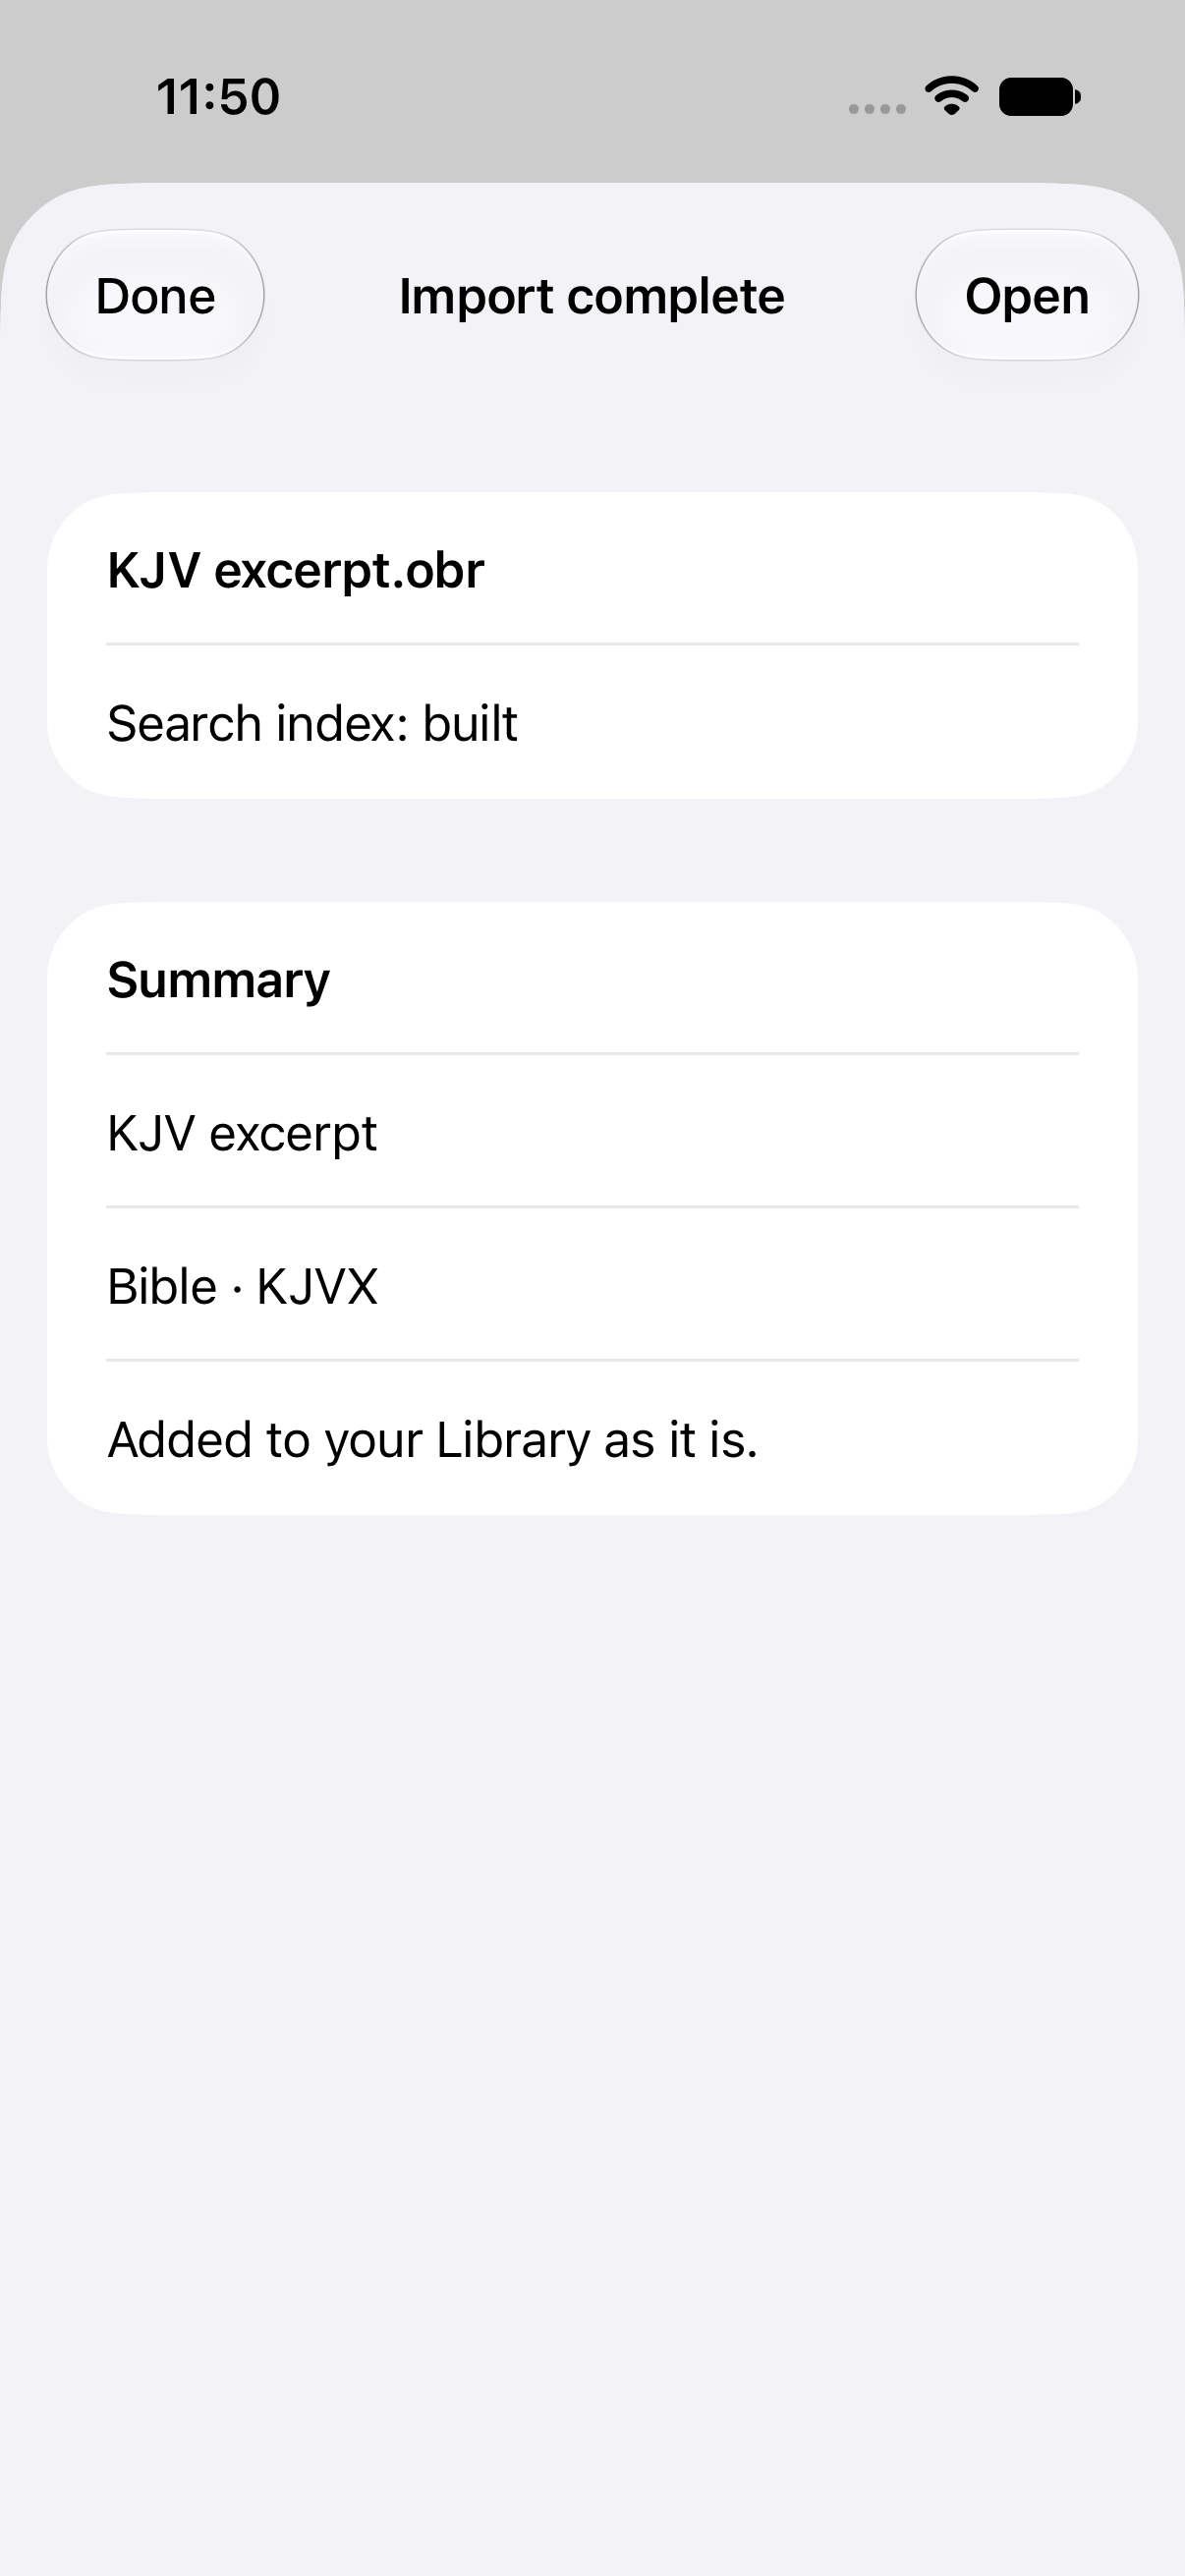 11:50
Done
Import complete
Open
KJV excerpt.obr
Search index: built
Summary
KJV excerpt
Bible · KJVX
Added to your Library as it is.